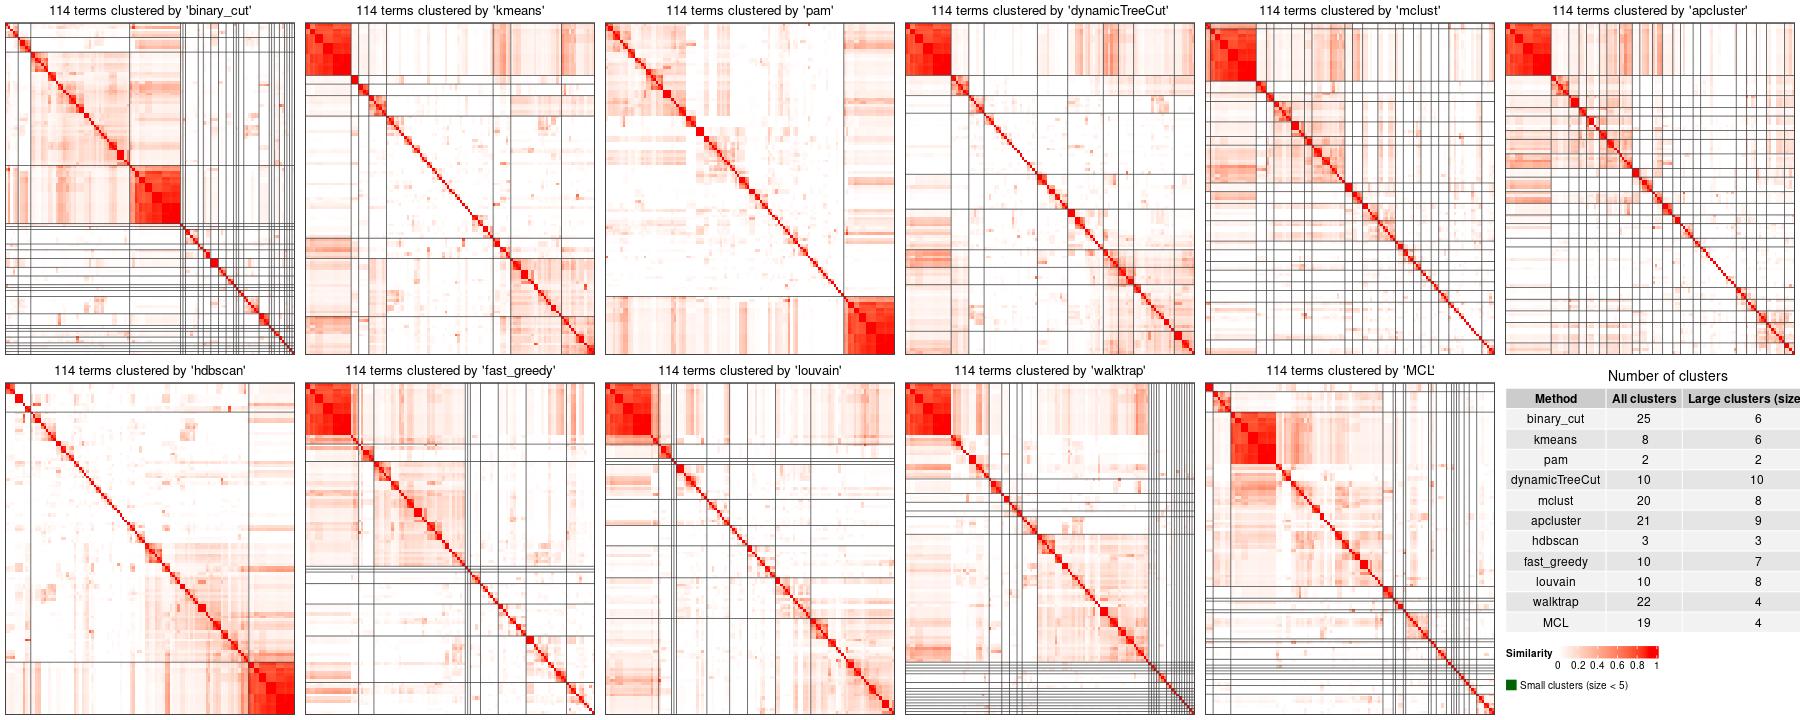 114 terms clustered by 'binary_cut'
114 terms clustered by 'kmeans'
114 terms clustered by 'pam'
114 terms clustered by 'dynamicTreeCut'
114 terms clustered by 'mclust'
114 terms clustered by 'apcluster'
114 terms clustered by 'hdbscan'
114 terms clustered by 'fast_greedy'
114 terms clustered by 'louvain'
114 terms clustered by 'walktrap'
114 terms clustered by 'MCL'
Number of clusters
Method All clusters Large clusters (size
binary_cut 25 6
kmeans 8 6
pam 2 2
dynamicTreeCut 10 10
mclust 20 8
apcluster 21 9
hdbscan 3 3
fast_greedy 10 7
louvain 10 8
walktrap 22 4
MCL 19 4
Similarity
0 0.2 0.4 0.6 0.8 1
Small clusters (size < 5)